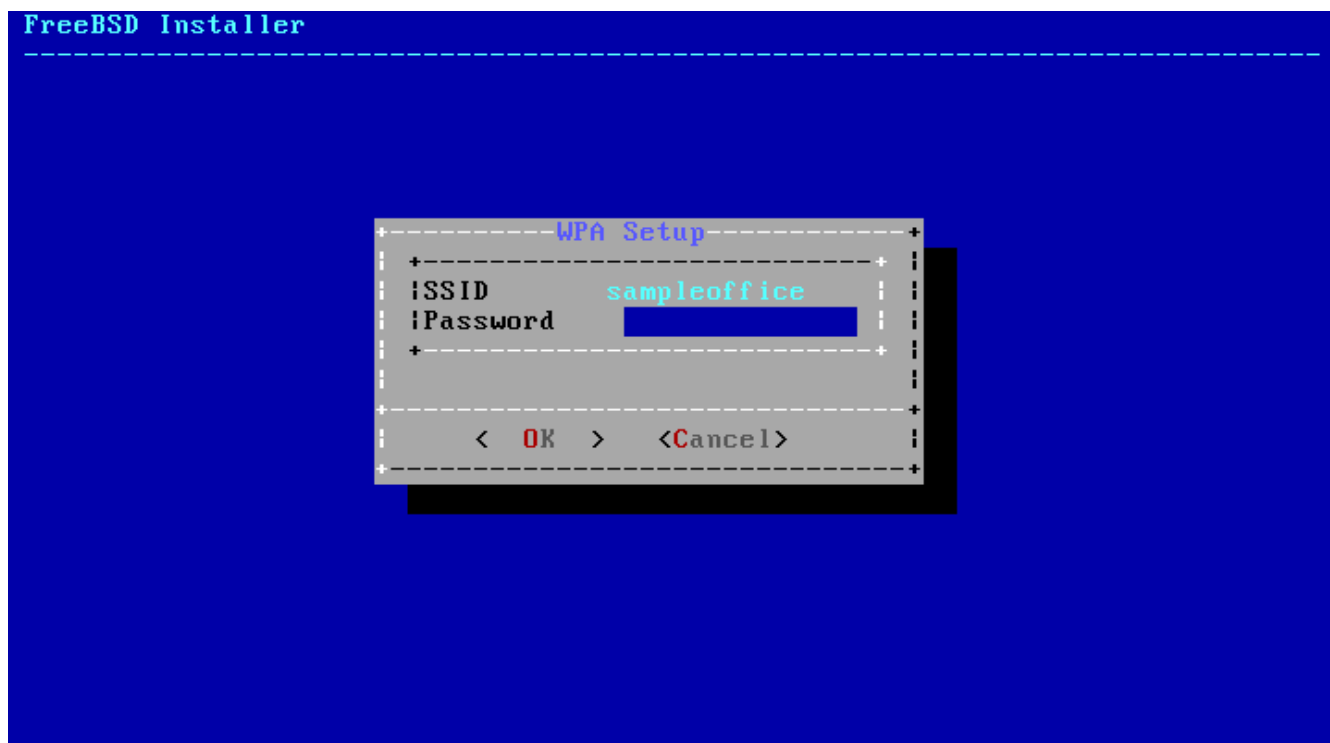 FreeBSD Installer
WPA Setup
SSID sampleoffice
Password
< OK > <Cancel>